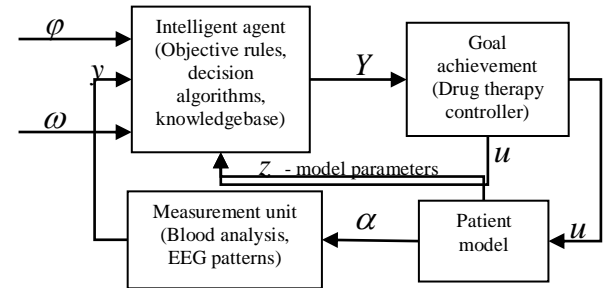 φ
y
ω
Intelligent agent
(Objective rules,
decision
algorithms,
knowledgebase)
Y
Goal
achievement
(Drug therapy
controller)
u
z - model parameters
Measurement unit
(Blood analysis,
EEG patterns)
α
Patient
model
u